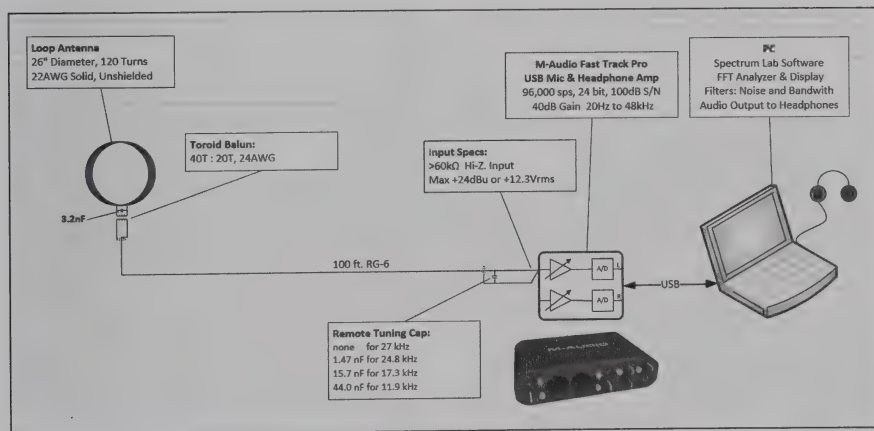 Loop Antenna
26" Diameter, 120 Turns
22AWG Solid, Unshielded
Toroid Balun:
40T : 20T, 24AWG
3.2nF
Input Specs:
>60kΩ Hi-Z. Input
Max +24dBu or +12.3Vrms
M-Audio Fast Track Pro
USB Mic & Headphone Amp
96,000 sps, 24 bit, 100dB S/N
40dB Gain 20Hz to 48kHz
PC
Spectrum Lab Software
FFT Analyzer & Display
Filters: Noise and Bandwith
Audio Output to Headphones
100 ft. RG-6
A/D
L
A/D
R
USB
Remote Tuning Cap:
none for 27 kHz
1.47 nF for 24.8 kHz
15.7 nF for 17.3 kHz
44.0 nF for 11.9 kHz
M-AUDIO